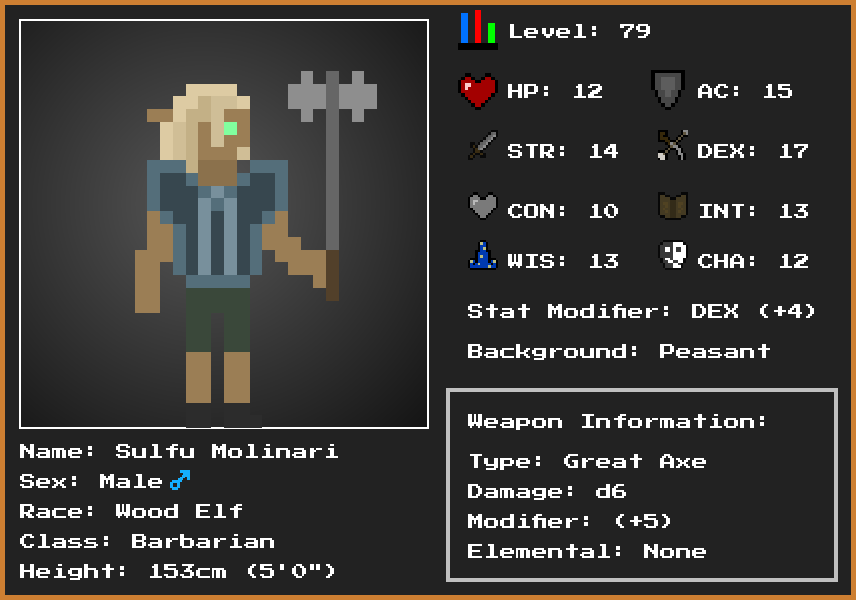 Level: 79
HP: 12 AC: 15
STR: 14 DEX: 17
CON: 10 INT: 13
WIS: 13 CHA: 12
Stat Modifier: DEX (+4)
Background: Peasant
Weapon Information:
Type: Great Axe
Damage: d6
Modifier: (+5)
Elemental: None
Name: Sulfu Molinari
Sex: Male♂
Race: Wood Elf
Class: Barbarian
Height: 153cm (5'0")